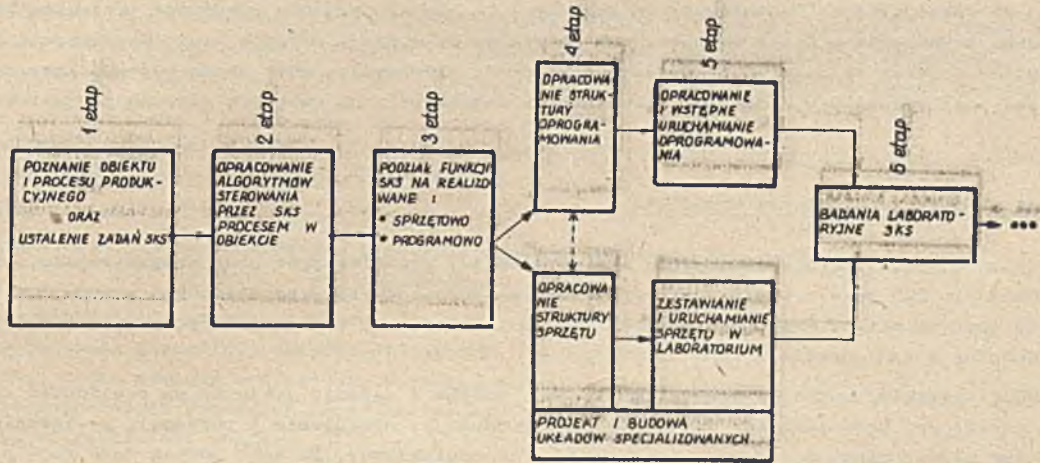 1 etap
POZNANIE OBIEKTU
I PROCESU PRODUK-
CYJNEGO
ORAZ
USTALENIE ZADAŃ SKS
2 etap
OPRACOWANIE
ALGORYTMÓW
STEROWANIA
PRZEZ SKS
PROCESEM W
OBIEKCIE
3 etap
PODZIAŁ FUNKCJI
SKS NA REALIZO
WANE :
* SPRZĘTOWO
* PROGRAMOWO
4 etap
OPRACOWA
NIE STRUK
TURY
OPROGRA-
MOWANIA
5 etap
OPRACOWANIE
I WSTĘPNE
URUCHAMIANIE
OPROGRAMOWA-
NIA
OPRACOWA
NIE
STRUKTURY
SPRZĘTU
ZESTAWIANIE
I URUCHAMIANIE
SPRZĘTU W
LABORATORIUM
PROJEKT I BUDOWA
UKŁADÓW SPECJALIZOWANYCH
6 etap
BADANIA LABORATO-
RYJNE SKS